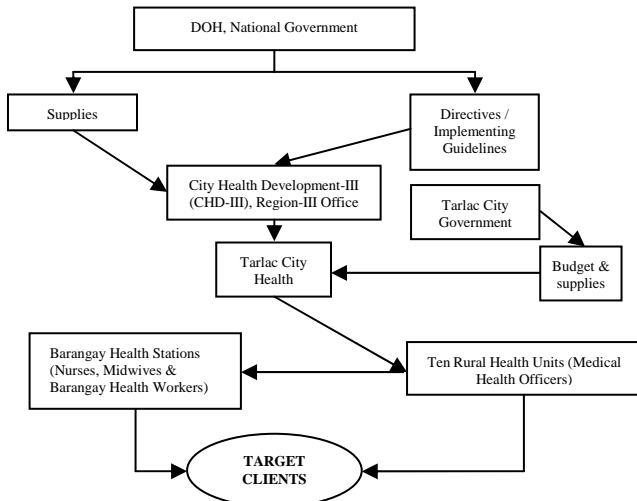 DOH, National Government
Supplies
Directives /
Implementing
Guidelines
City Health Development-III
(CHD-III), Region-III Office
Tarlac City
Government
Tarlac City
Health
Budget &
supplies
Barangay Health Stations
(Nurses, Midwives &
Barangay Health Workers)
Ten Rural Health Units (Medical
Health Officers)
TARGET
CLIENTS